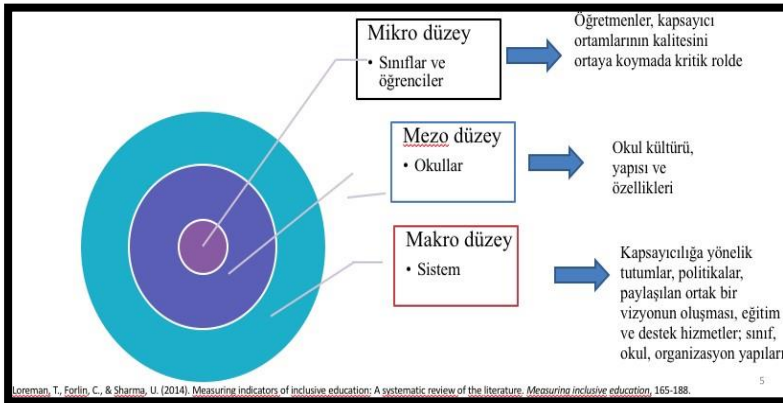 Mikro düzey
• Sınıflar ve
öğrenciler
Öğretmenler, kapsayıcı
ortamlarının kalitesini
ortaya koymada kritik rolde
Mezo düzey
• Okullar
Okul kültürü,
yapısı ve
özellikleri
Makro düzey
• Sistem
Kapsayıcılığa yönelik
tutumlar, politikalar,
paylaşılan ortak bir
vizyonun oluşması, eğitim
ve destek hizmetler; sınıf,
okul, organizasyon yapıları
Loreman, T., Forlin, C., & Sharma, U. (2014). Measuring indicators of inclusive education: A systematic review of the literature. Measuring inclusive education, 165-188.
5